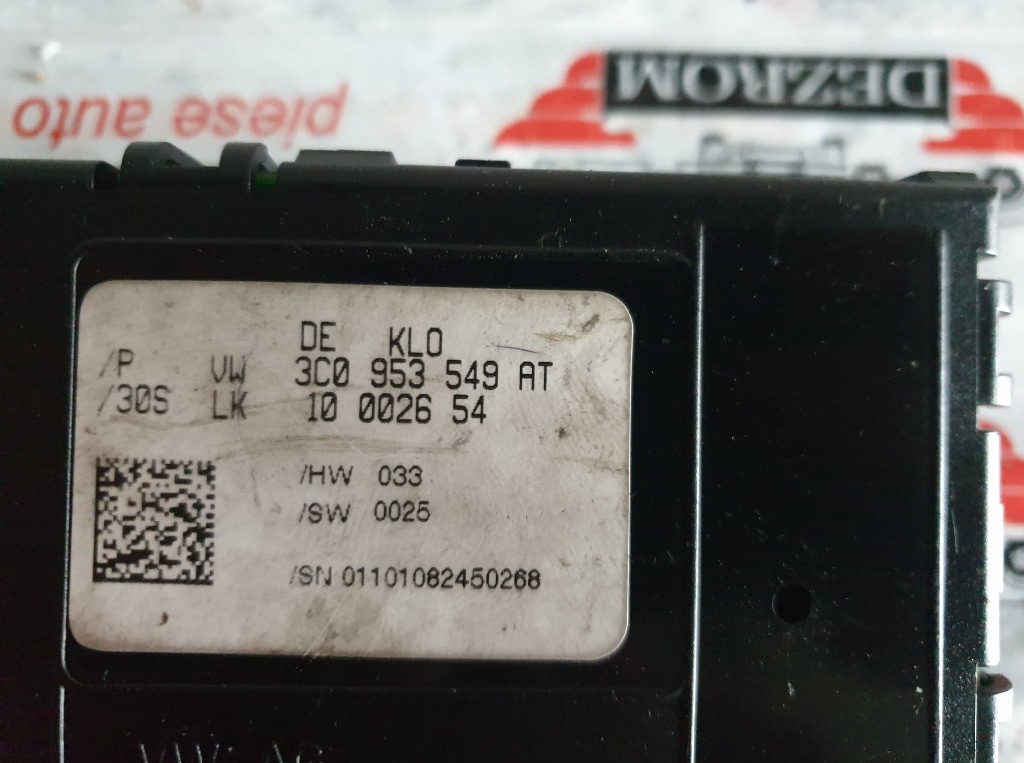 DEZROM
piese auto
DE KLO
/P VW 3C0 953 549 AT
/30S LK 10 0026 54
/HW 033
/SW 0025
/SN 01101082450268